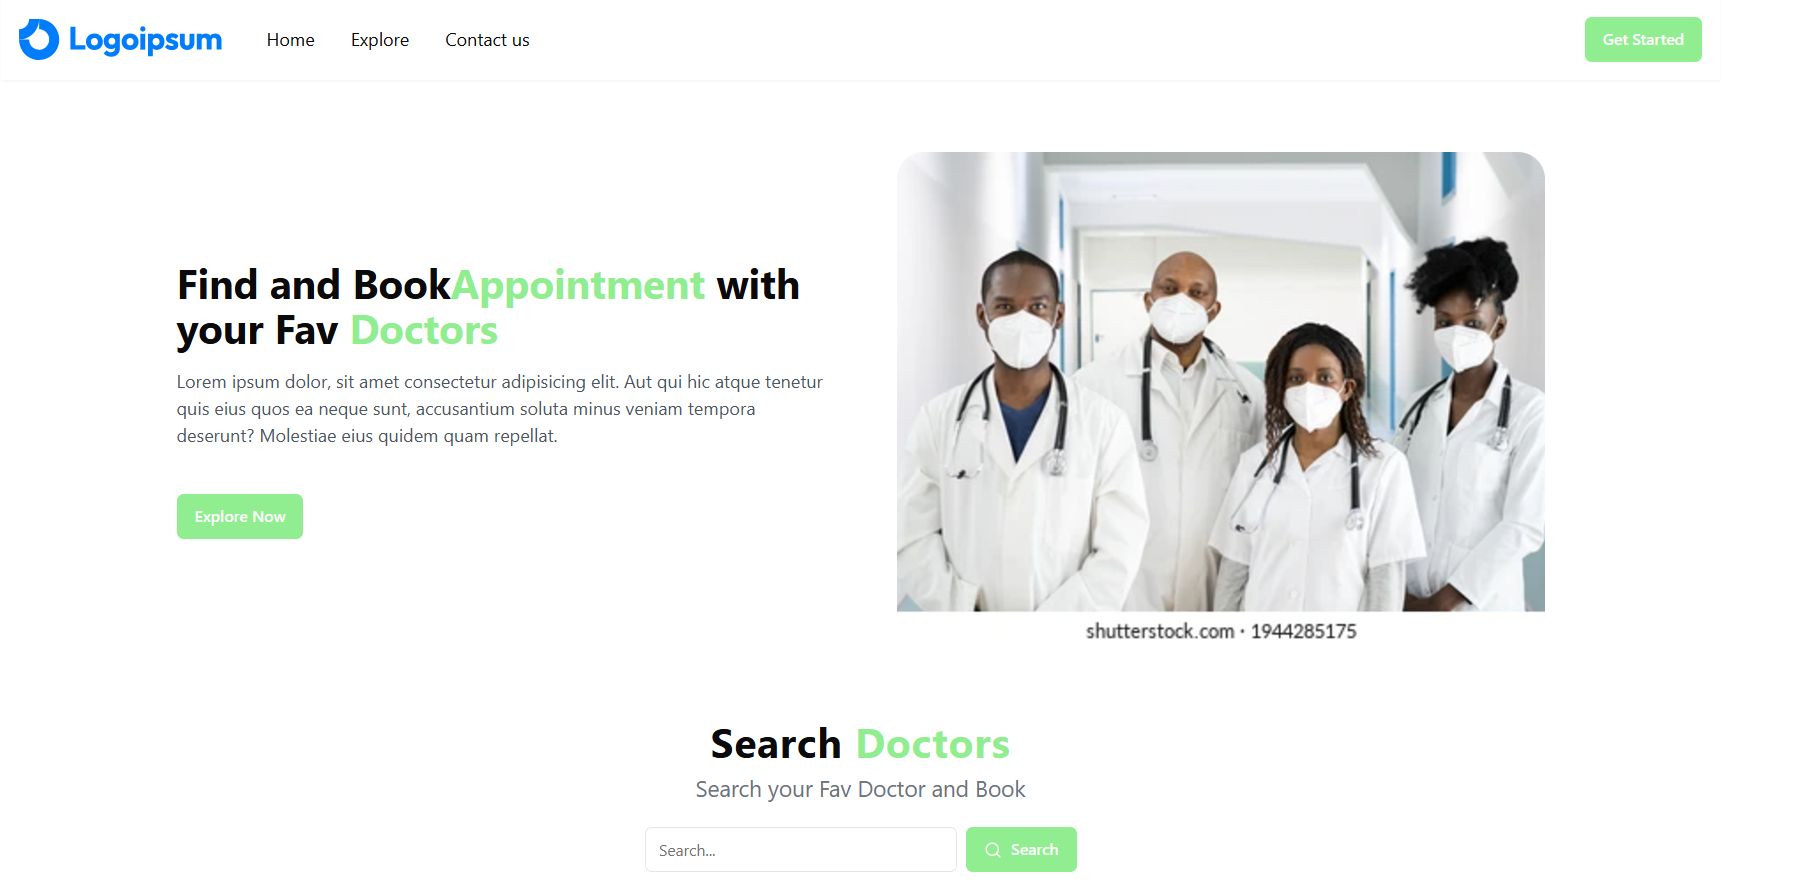 Logoipsum
Home
Explore
Contact us
Get Started
Find and BookAppointment with
your Fav Doctors
Lorem ipsum dolor, sit amet consectetur adipisicing elit. Aut qui hic atque tenetur
quis eius quos ea neque sunt, accusantium soluta minus veniam tempora
deserunt? Molestiae eius quidem quam repellat.
Explore Now
shutterstock.com · 1944285175
Search Doctors
Search your Fav Doctor and Book
Search...
Search